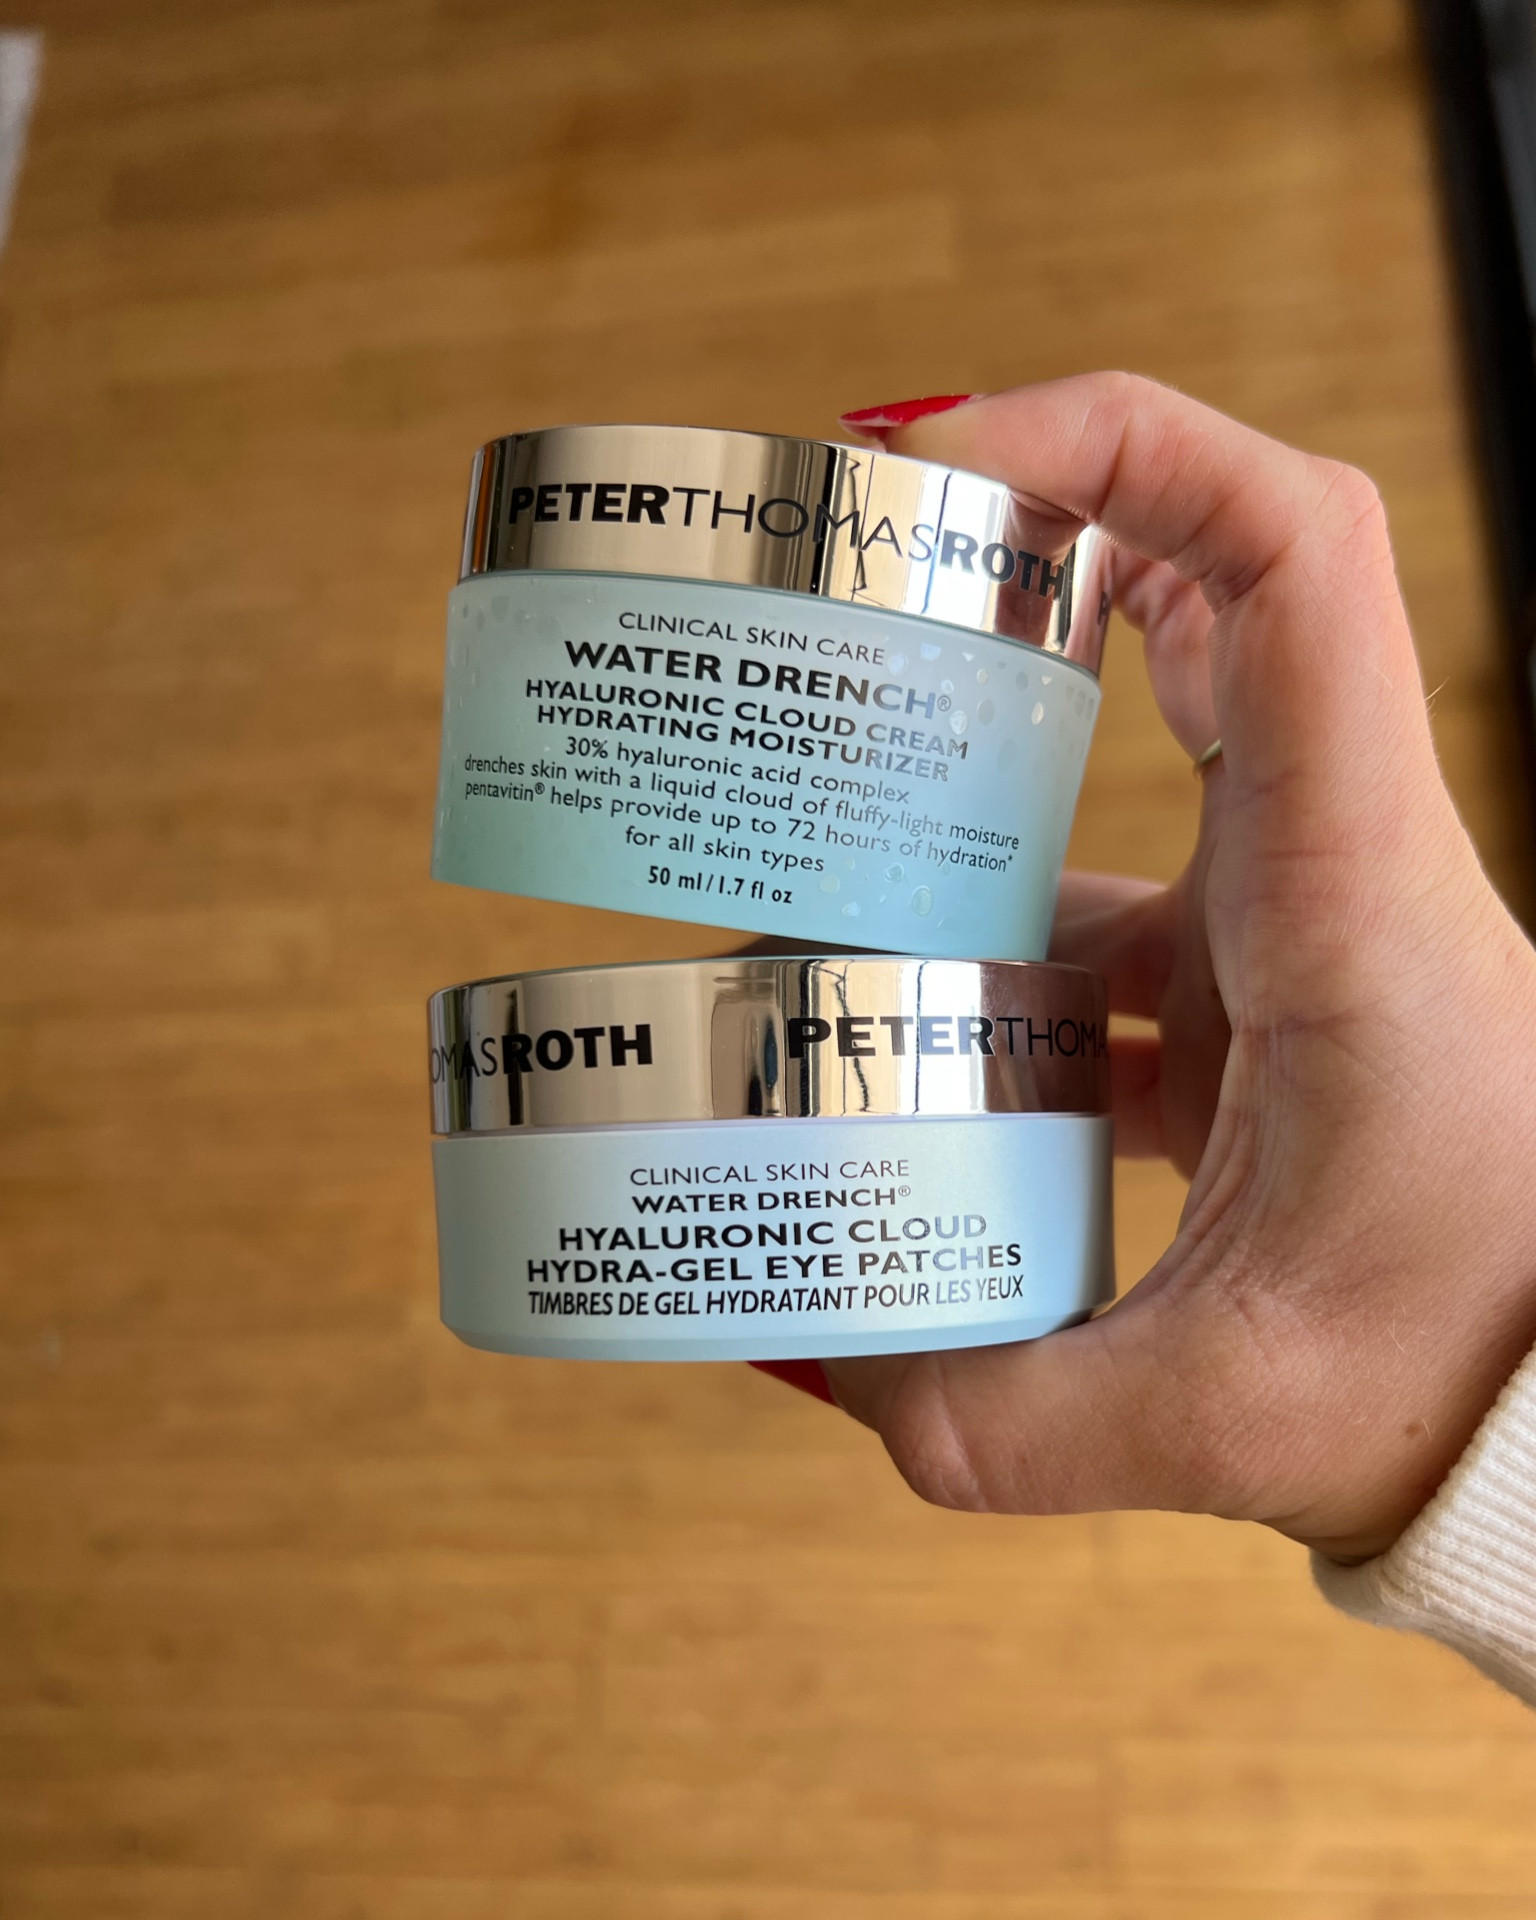 PETERTHOMASROTH
CLINICAL SKIN CARE
WATER DRENCH®
HYALURONIC CLOUD CREAM
HYDRATING MOISTURIZER
30% hyaluronic acid complex
drenches skin with a liquid cloud of fluffy-light moisture
pentavitin® helps provide up to 72 hours of hydration*
for all skin types
50 ml/1.7 fl oz
OMASROTH PETERTHOMA
CLINICAL SKIN CARE
WATER DRENCH®
HYALURONIC CLOUD
HYDRA-GEL EYE PATCHES
TIMBRES DE GEL HYDRATANT POUR LES YEUX